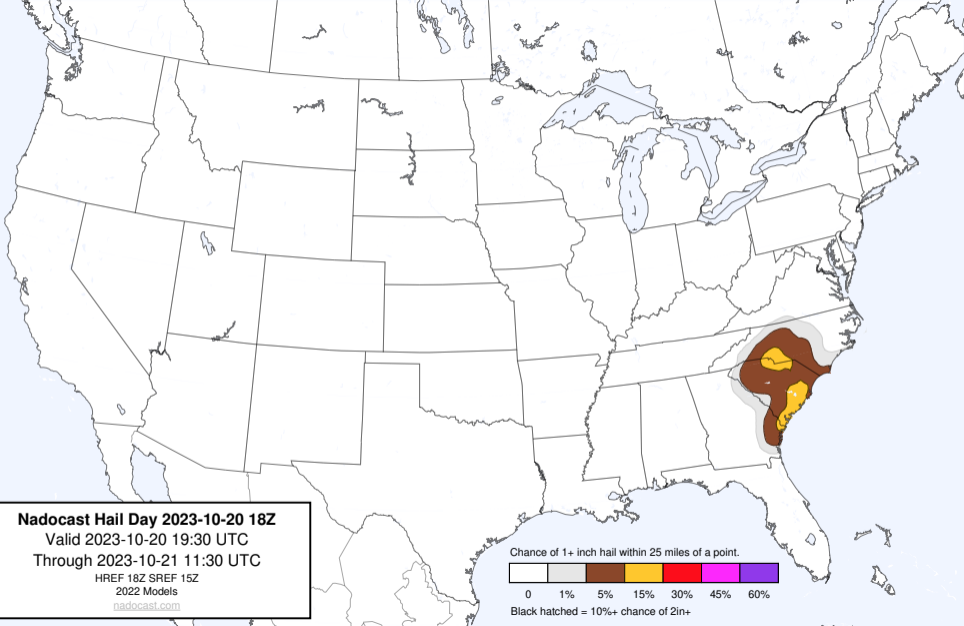 Nadocast Hail Day 2023-10-20 18Z
Valid 2023-10-20 19:30 UTC
Through 2023-10-21 11:30 UTC
HREF 18Z SREF 15Z
2022 Models
nadocast.com
Chance of 1+ inch hail within 25 miles of a point.
0 1% 5% 15% 30% 45% 60%
Black hatched = 10%+ chance of 2in+